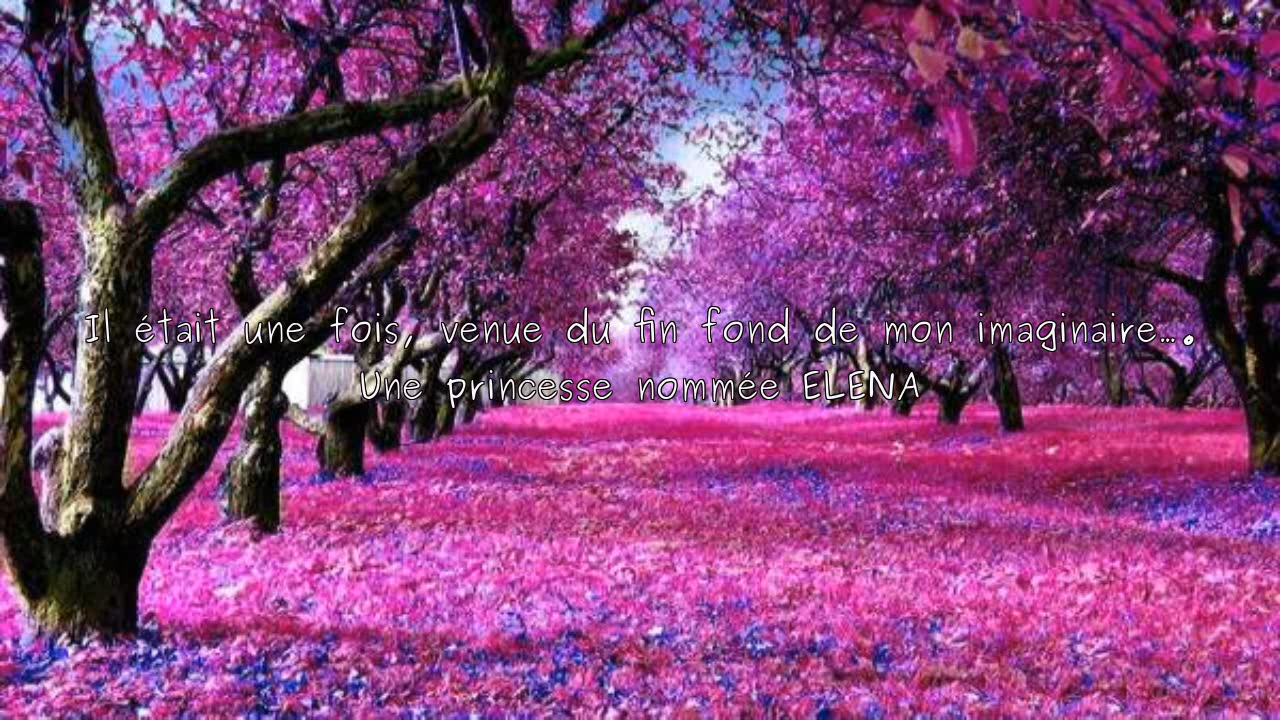 Il était une fois, venue du fin fond de mon imaginaire....
Une princesse nommée ELENA